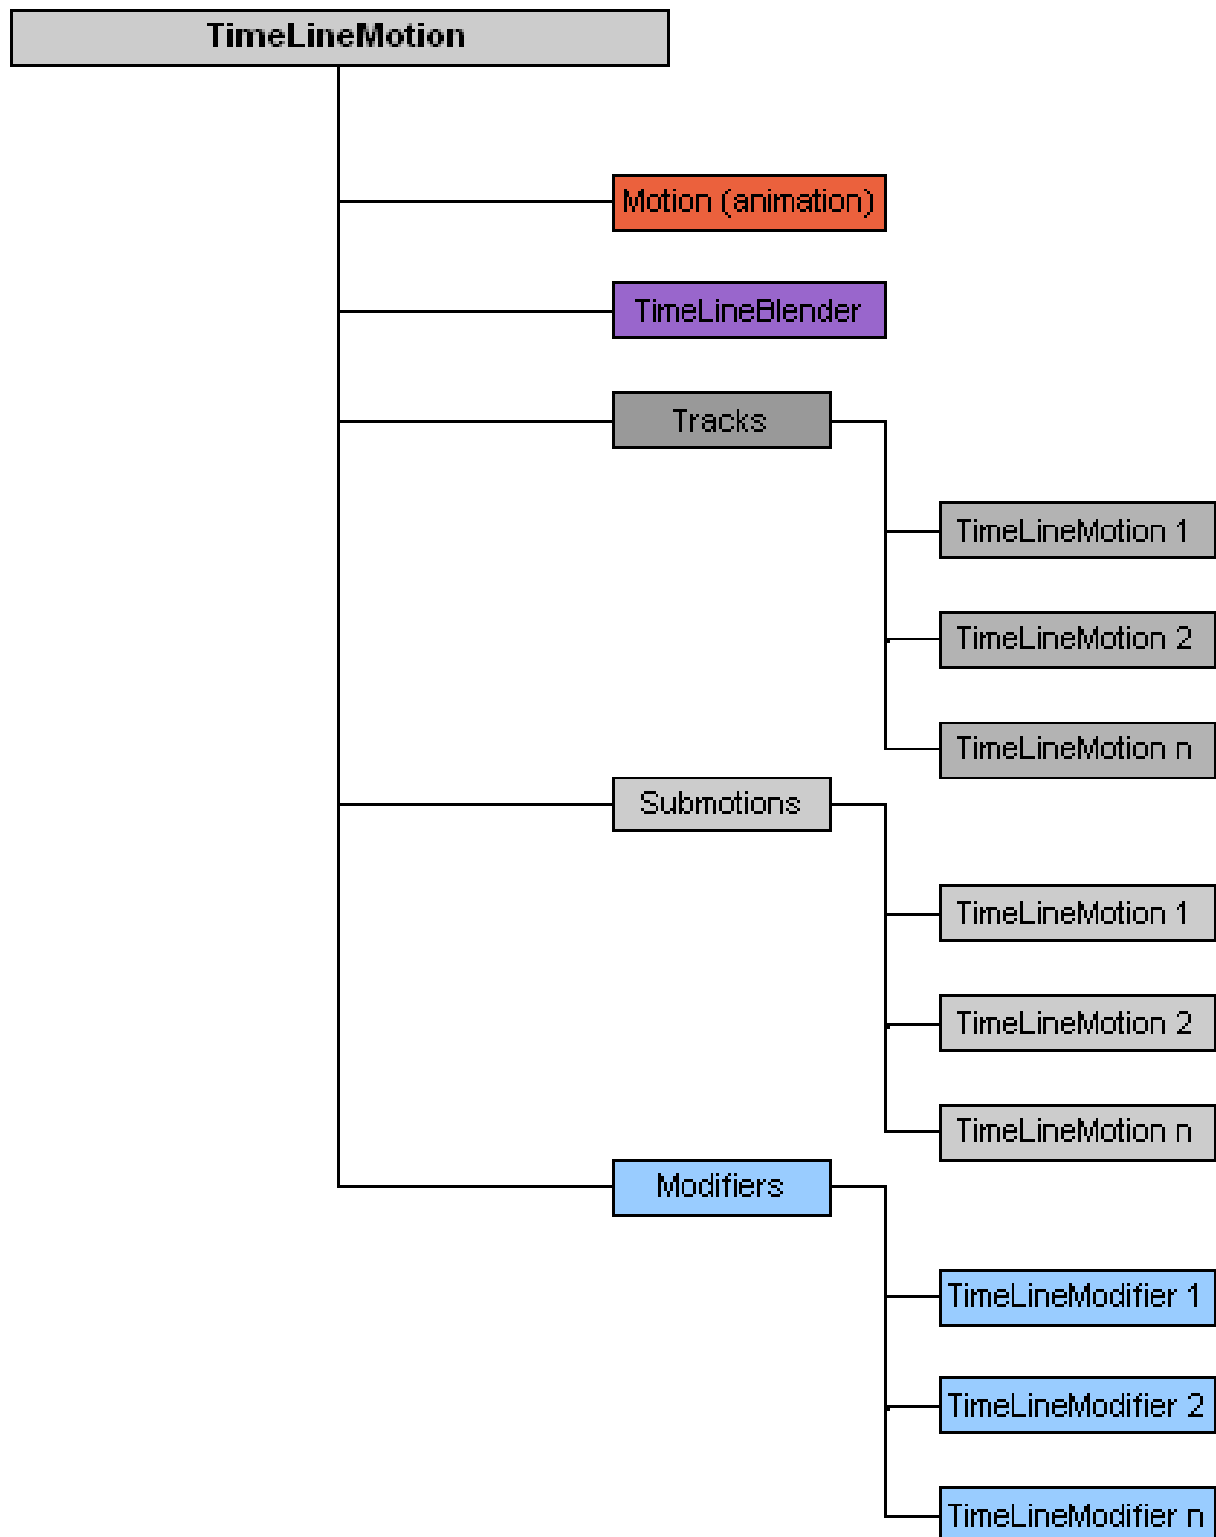 TimeLineMotion
Motion (animation)
TimeLineBlender
Tracks
TimeLineMotion 1
TimeLineMotion 2
TimeLineMotion n
Submotions
TimeLineMotion 1
TimeLineMotion 2
TimeLineMotion n
Modifiers
TimeLineModifier 1
TimeLineModifier 2
TimeLineModifier n